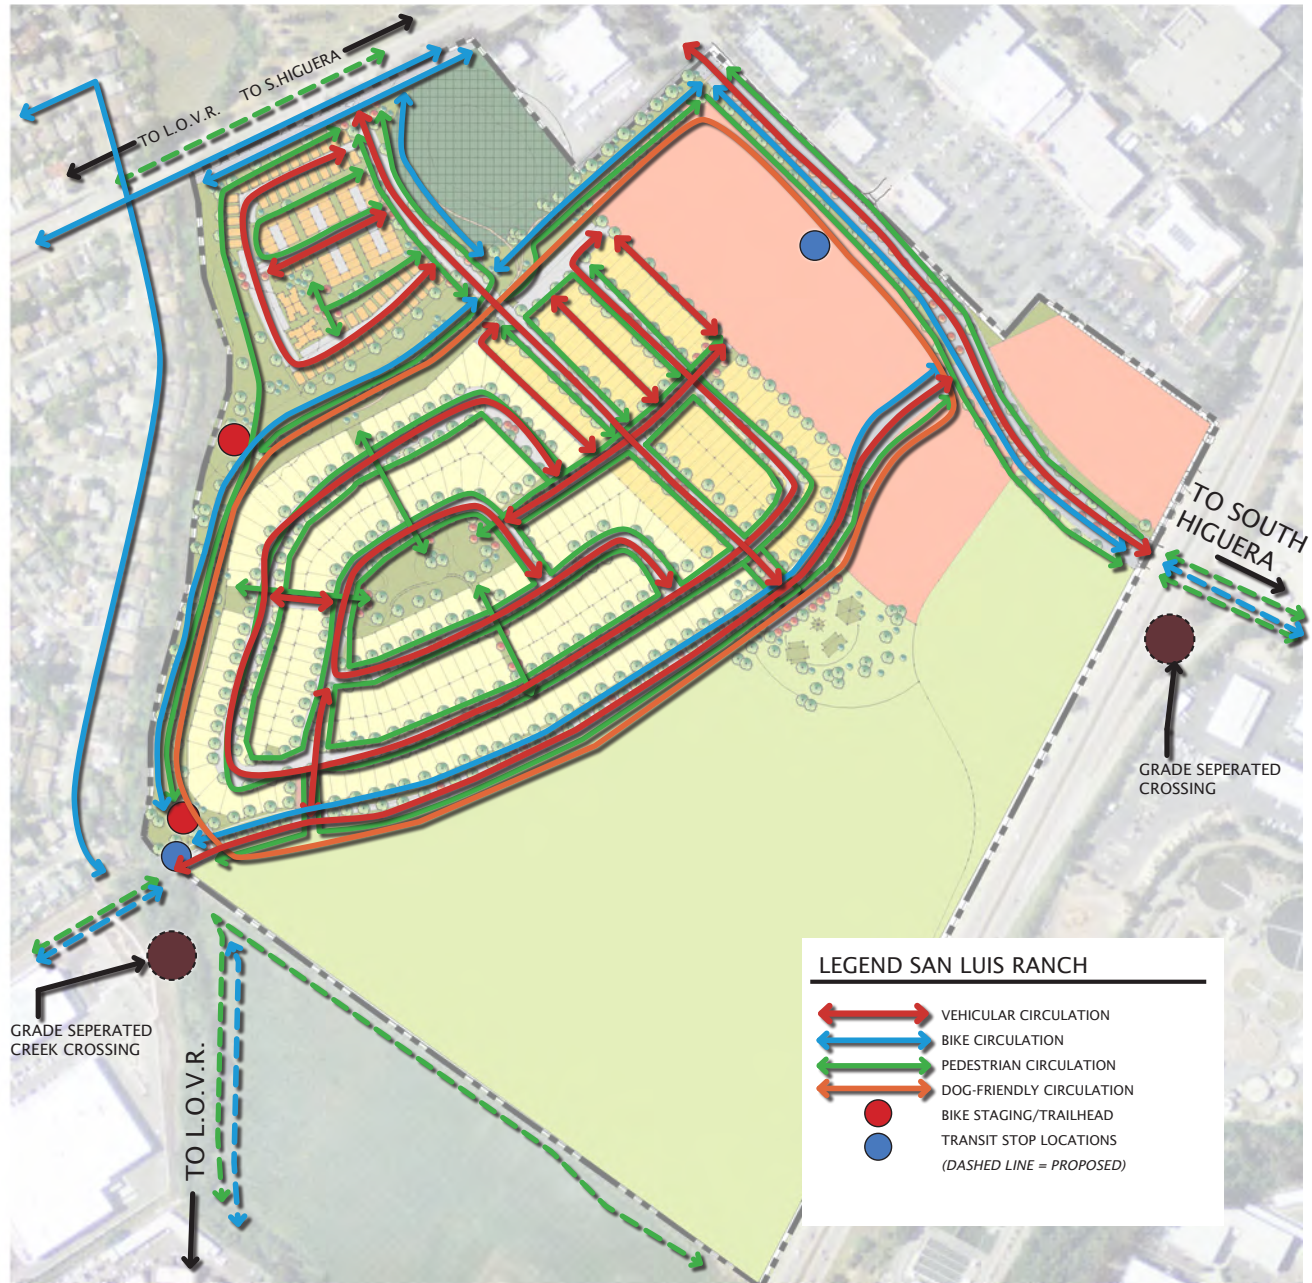 TO S.HIGUERA
TO L.O.V.R.
TO SOUTH
HIGUERA
GRADE SEPERATED
CROSSING
GRADE SEPERATED
CREEK CROSSING
TO L.O.V.R.
LEGEND SAN LUIS RANCH
VEHICULAR CIRCULATION
BIKE CIRCULATION
PEDESTRIAN CIRCULATION
DOG-FRIENDLY CIRCULATION
BIKE STAGING/TRAILHEAD
TRANSIT STOP LOCATIONS
(DASHED LINE = PROPOSED)